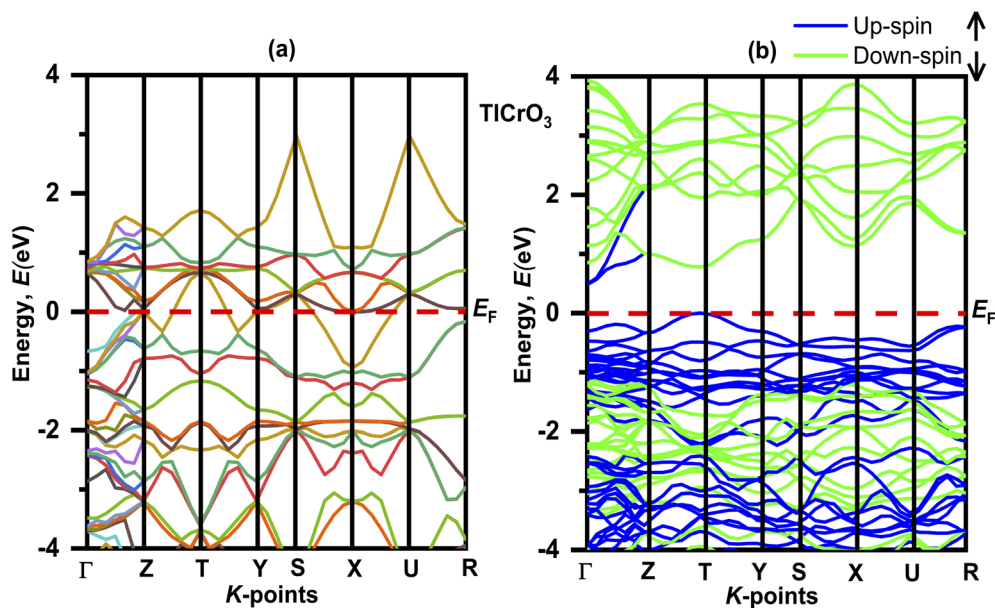 Up-spin
Down-spin
(a)
(b)
TlCrO3
4
2
0
-2
-4
Energy, E(eV)
EF
Γ Z T Y S X U R
K-points
4
2
0
-2
-4
Energy, E(eV)
EF
Γ Z T Y S X U R
K-points